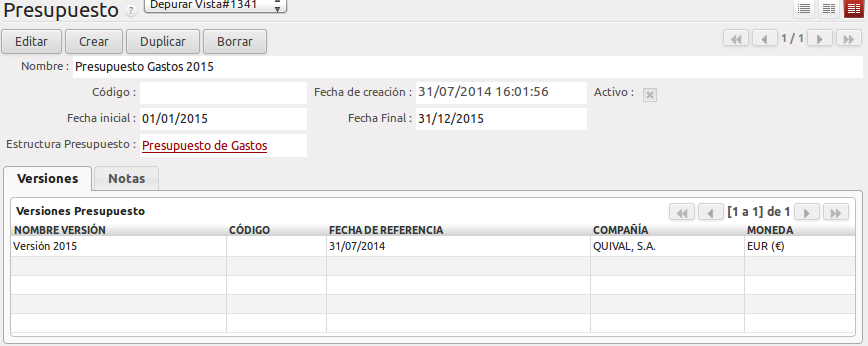 Presupuesto ? Depurar Vista#1341
Editar Crear Duplicar Borrar 1 / 1
Nombre : Presupuesto Gastos 2015
Código : Fecha de creación : 31/07/2014 16:01:56 Activo :
Fecha inicial : 01/01/2015 Fecha Final : 31/12/2015
Estructura Presupuesto : Presupuesto de Gastos
Versiones Notas
Versiones Presupuesto [1 a 1] de 1
NOMBRE VERSIÓN CÓDIGO FECHA DE REFERENCIA COMPAÑÍA MONEDA
Versión 2015 31/07/2014 QUIVAL, S.A. EUR (€)